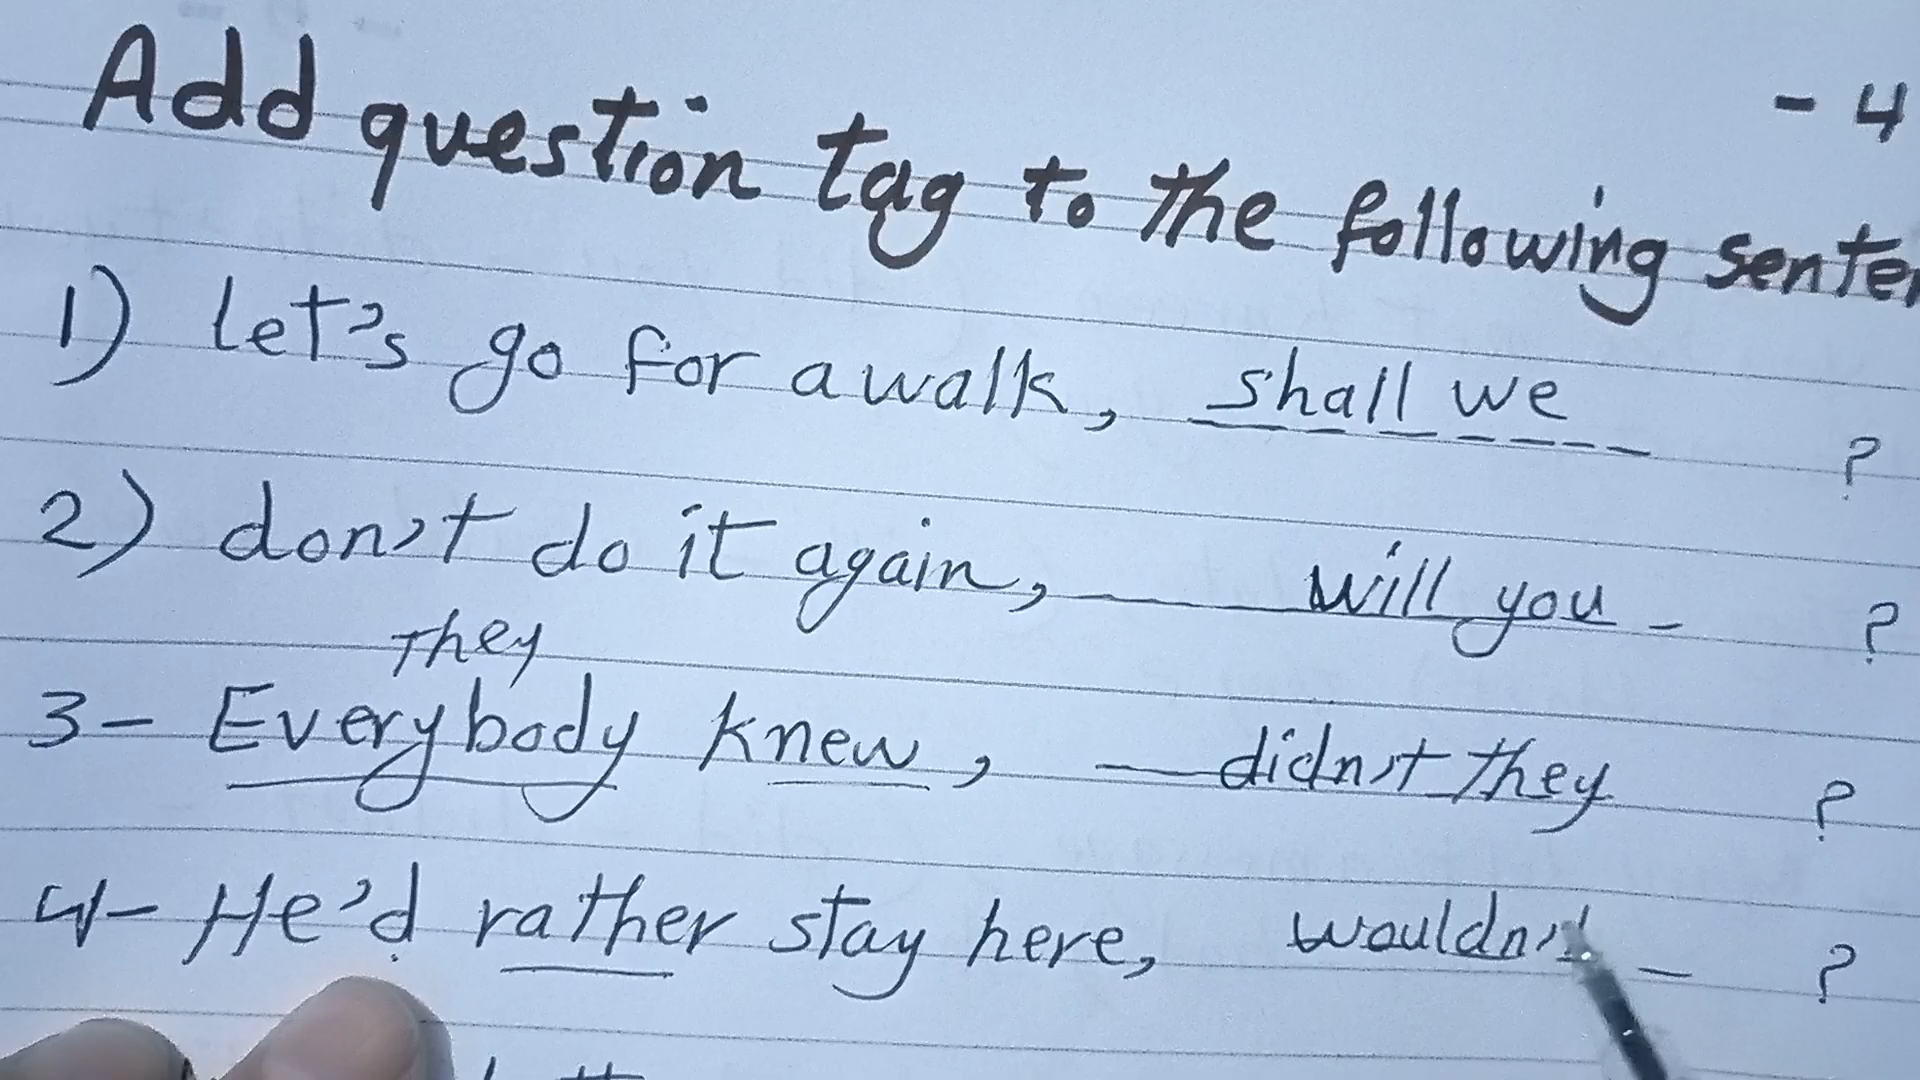 - 4
Add question tag to the following
1) let's go for a walk, shall we ?
2) don't do it again, will you - ?
They
3- Everybody knew, didn't they ?
4- He'd rather stay here, wouldn't ?